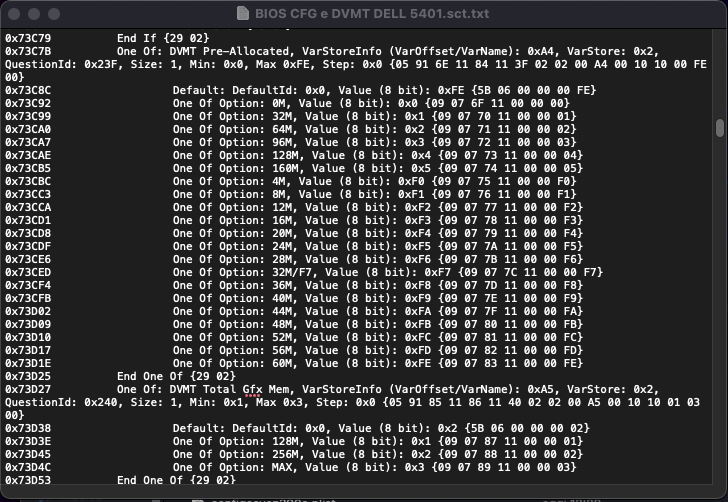 BIOS CFG e DVMT DELL 5401.sct.txt
0x73C79 End If {29 02}
0x73C7B One Of: DVMT Pre-Allocated, VarStoreInfo (VarOffset/VarName): 0xA4, VarStore: 0x2,
QuestionId: 0x23F, Size: 1, Min: 0x0, Max 0xFE, Step: 0x0 {05 91 6E 11 84 11 3F 02 02 00 A4 00 10 10 00 FE
00}
0x73C8C Default: DefaultId: 0x0, Value (8 bit): 0xFE {5B 06 00 00 00 FE}
0x73C92 One Of Option: 0M, Value (8 bit): 0x0 {09 07 6F 11 00 00 00}
0x73C99 One Of Option: 32M, Value (8 bit): 0x1 {09 07 70 11 00 00 01}
0x73CA0 One Of Option: 64M, Value (8 bit): 0x2 {09 07 71 11 00 00 02}
0x73CA7 One Of Option: 96M, Value (8 bit): 0x3 {09 07 72 11 00 00 03}
0x73CAE One Of Option: 128M, Value (8 bit): 0x4 {09 07 73 11 00 00 04}
0x73CB5 One Of Option: 160M, Value (8 bit): 0x5 {09 07 74 11 00 00 05}
0x73CBC One Of Option: 4M, Value (8 bit): 0xF0 {09 07 75 11 00 00 F0}
0x73CC3 One Of Option: 8M, Value (8 bit): 0xF1 {09 07 76 11 00 00 F1}
0x73CCA One Of Option: 12M, Value (8 bit): 0xF2 {09 07 77 11 00 00 F2}
0x73CD1 One Of Option: 16M, Value (8 bit): 0xF3 {09 07 78 11 00 00 F3}
0x73CD8 One Of Option: 20M, Value (8 bit): 0xF4 {09 07 79 11 00 00 F4}
0x73CDF One Of Option: 24M, Value (8 bit): 0xF5 {09 07 7A 11 00 00 F5}
0x73CE6 One Of Option: 28M, Value (8 bit): 0xF6 {09 07 7B 11 00 00 F6}
0x73CED One Of Option: 32M/F7, Value (8 bit): 0xF7 {09 07 7C 11 00 00 F7}
0x73CF4 One Of Option: 36M, Value (8 bit): 0xF8 {09 07 7D 11 00 00 F8}
0x73CFB One Of Option: 40M, Value (8 bit): 0xF9 {09 07 7E 11 00 00 F9}
0x73D02 One Of Option: 44M, Value (8 bit): 0xFA {09 07 7F 11 00 00 FA}
0x73D09 One Of Option: 48M, Value (8 bit): 0xFB {09 07 80 11 00 00 FB}
0x73D10 One Of Option: 52M, Value (8 bit): 0xFC {09 07 81 11 00 00 FC}
0x73D17 One Of Option: 56M, Value (8 bit): 0xFD {09 07 82 11 00 00 FD}
0x73D1E One Of Option: 60M, Value (8 bit): 0xFE {09 07 83 11 00 00 FE}
0x73D25 End One Of {29 02}
0x73D27 One Of: DVMT Total Gfx Mem, VarStoreInfo (VarOffset/VarName): 0xA5, VarStore: 0x2,
QuestionId: 0x240, Size: 1, Min: 0x1, Max 0x3, Step: 0x0 {05 91 85 11 86 11 40 02 02 00 A5 00 10 10 01 03
00}
0x73D38 Default: DefaultId: 0x0, Value (8 bit): 0x2 {5B 06 00 00 00 02}
0x73D3E One Of Option: 128M, Value (8 bit): 0x1 {09 07 87 11 00 00 01}
0x73D45 One Of Option: 256M, Value (8 bit): 0x2 {09 07 88 11 00 00 02}
0x73D4C One Of Option: MAX, Value (8 bit): 0x3 {09 07 89 11 00 00 03}
0x73D53 End One Of {29 02}